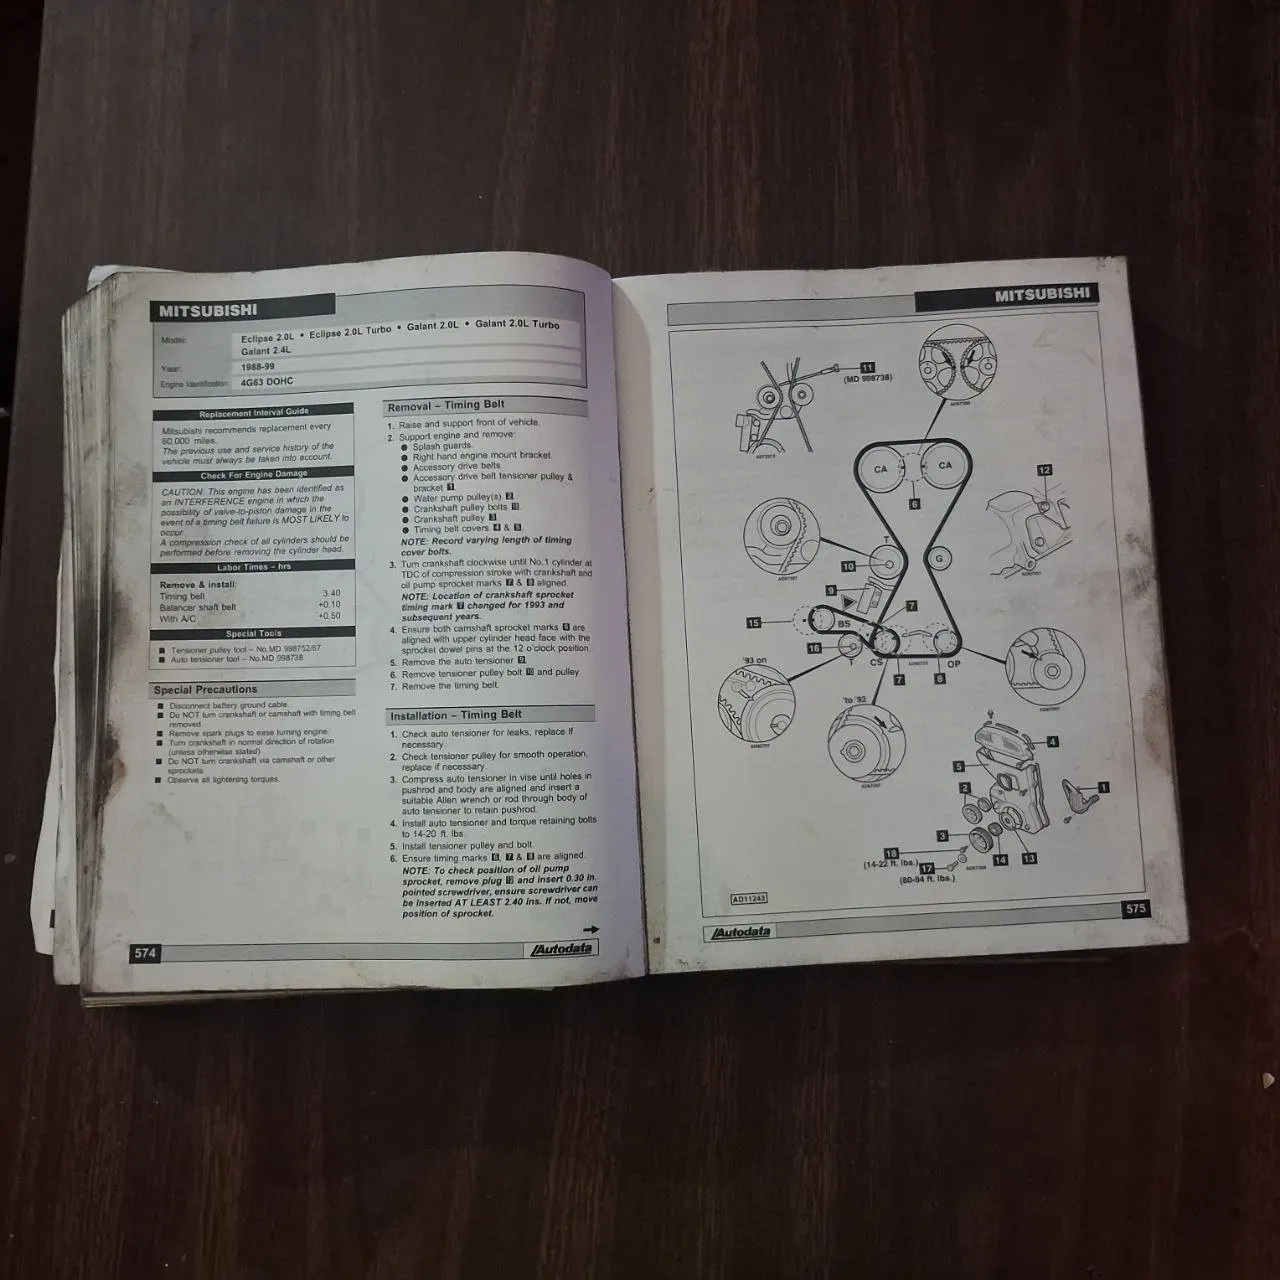 MITSUBISHI
Model: Eclipse 2.0L • Eclipse 2.0L Turbo • Galant 2.0L • Galant 2.0L Turbo
Galant 2.4L
Year: 1988-99
Engine Identification: 4G63 DOHC
Replacement Interval Guide
Mitsubishi recommends replacement every
60,000 miles.
The previous use and service history of the
vehicle must always be taken into account.
Check For Engine Damage
CAUTION: This engine has been identified as
an INTERFERENCE engine in which the
possibility of valve-to-piston damage in the
event of a timing belt failure is MOST LIKELY to
occur.
A compression check of all cylinders should be
performed before removing the cylinder head.
Labor Times – hrs
Remove & install:
Timing belt 3.40
Balancer shaft belt +0.10
With A/C +0.50
Special Tools
■ Tensioner pulley tool – No.MD 998752/67
■ Auto tensioner tool – No.MD 998738.
Special Precautions
■ Disconnect battery ground cable.
■ Do NOT turn crankshaft or camshaft with timing belt
removed.
■ Remove spark plugs to ease turning engine.
■ Turn crankshaft in normal direction of rotation
(unless otherwise stated).
■ Do NOT turn crankshaft via camshaft or other
sprockets.
■ Observe all tightening torques.
Removal – Timing Belt
1. Raise and support front of vehicle.
2. Support engine and remove:
● Splash guards.
● Right hand engine mount bracket.
● Accessory drive belts.
● Accessory drive belt tensioner pulley &
bracket 1.
● Water pump pulley(s) 2.
● Crankshaft pulley bolts 18.
● Crankshaft pulley 3.
● Timing belt covers 4 & 5.
NOTE: Record varying length of timing
cover bolts.
3. Turn crankshaft clockwise until No.1 cylinder at
TDC of compression stroke with crankshaft and
oil pump sprocket marks 7 & 8 aligned.
NOTE: Location of crankshaft sprocket
timing mark 7 changed for 1993 and
subsequent years.
4. Ensure both camshaft sprocket marks 6 are
aligned with upper cylinder head face with the
sprocket dowel pins at the 12 o'clock position.
5. Remove the auto tensioner 9.
6. Remove tensioner pulley bolt 10 and pulley.
7. Remove the timing belt.
Installation – Timing Belt
1. Check auto tensioner for leaks, replace if
necessary.
2. Check tensioner pulley for smooth operation,
replace if necessary.
3. Compress auto tensioner in vise until holes in
pushrod and body are aligned and insert a
suitable Allen wrench or rod through body of
auto tensioner to retain pushrod.
4. Install auto tensioner and torque retaining bolts
to 14-20 ft. lbs.
5. Install tensioner pulley and bolt.
6. Ensure timing marks 6, 7 & 8 are aligned.
NOTE: To check position of oil pump
sprocket, remove plug 12 and insert 0.30 in.
pointed screwdriver, ensure screwdriver can
be inserted AT LEAST 2.40 ins. If not, move
position of sprocket.
574
Autodata
MITSUBISHI
11
(MD 998738)
CA
CA
6
12
T
10
G
9
7
15
BS
16
T
CS
7
8
OP
'93 on
'to '92
4
5
2
1
3
18
(14-22 ft. lbs.)
17
14
13
(80-94 ft. lbs.)
AD11243
Autodata
575